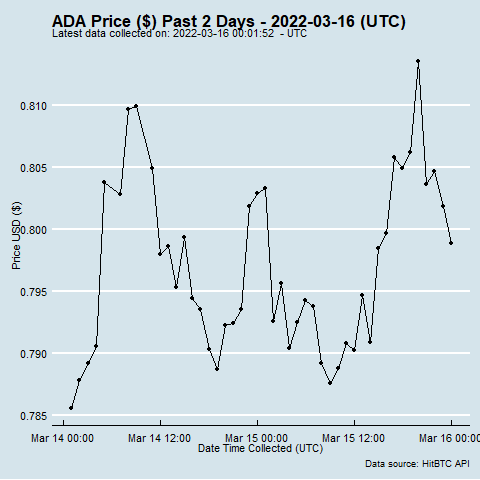 ADA Price ($) Past 2 Days - 2022-03-16 (UTC)
Latest data collected on: 2022-03-16 00:01:52 - UTC
0.810
0.805
0.800
0.795
0.790
0.785
Price USD ($)
Mar 14 00:00 Mar 14 12:00 Mar 15 00:00 Mar 15 12:00 Mar 16 00:00
Date Time Collected (UTC)
Data source: HitBTC API